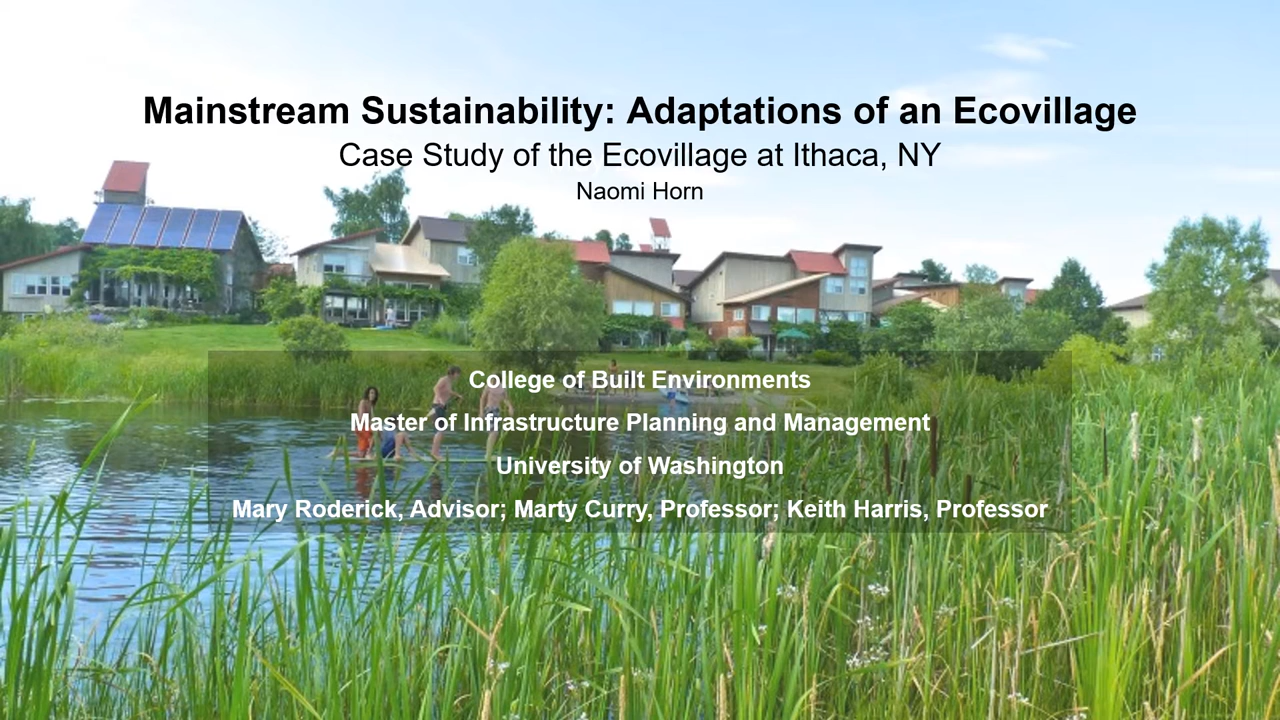 Mainstream Sustainability: Adaptations of an Ecovillage
Case Study of the Ecovillage at Ithaca, NY
Naomi Horn
College of Built Environments
Master of Infrastructure Planning and Management
University of Washington
Mary Roderick, Advisor; Marty Curry, Professor; Keith Harris, Professor